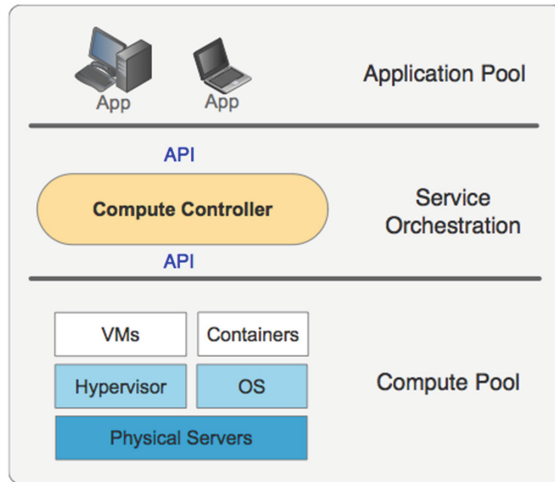 App
App
Application Pool
API
Compute Controller
API
Service
Orchestration
VMs
Containers
Hypervisor
OS
Physical Servers
Compute Pool